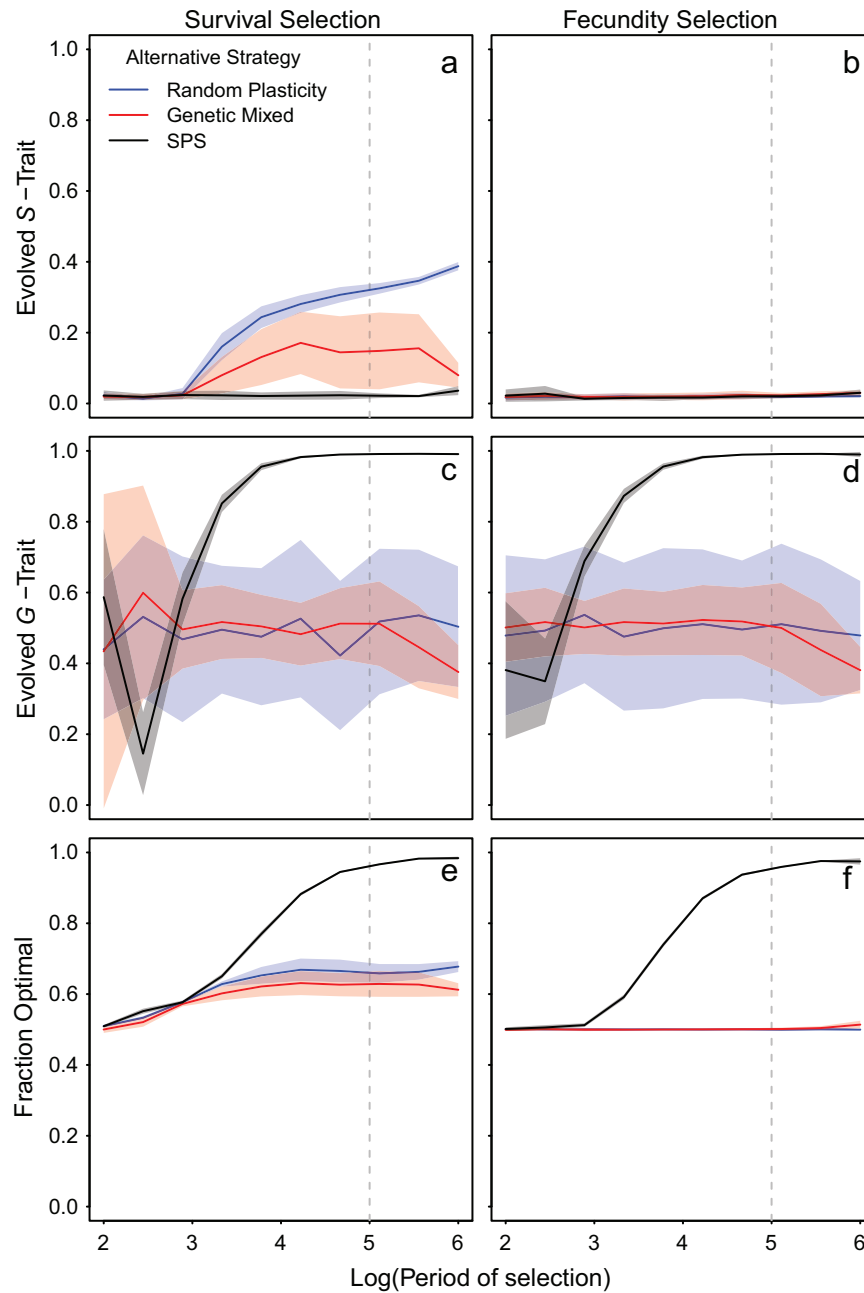 Survival Selection
Fecundity Selection
Evolved S −Trait
1.0
0.8
0.6
0.4
0.2
0.0
Alternative Strategy
Random Plasticity
Genetic Mixed
SPS
a
b
Evolved G −Trait
1.0
0.8
0.6
0.4
0.2
0.0
c
d
Fraction Optimal
1.0
0.8
0.6
0.4
0.2
0.0
e
f
2 3 4 5 6
2 3 4 5 6
Log(Period of selection)